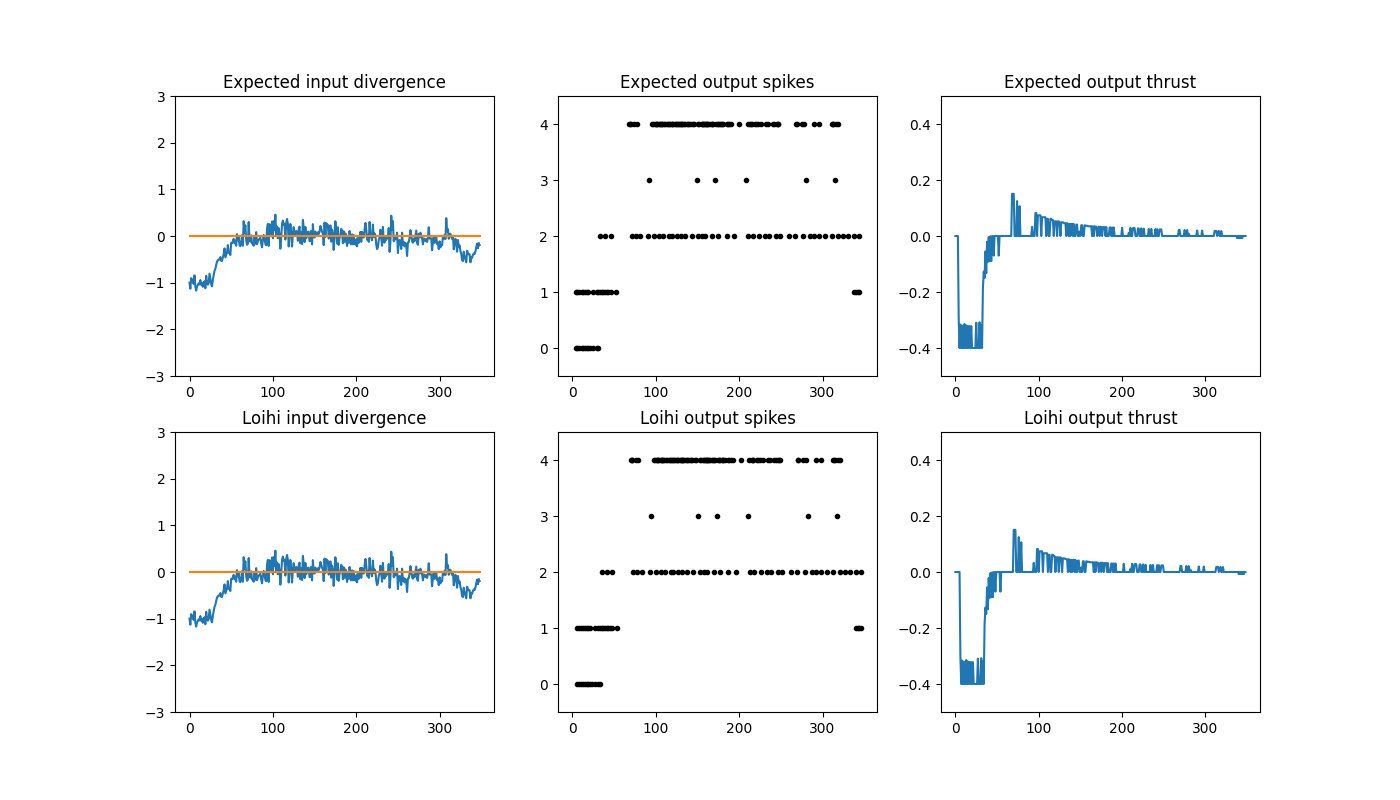 Expected input divergence
3
2
1
0
−1
−2
−3
0 100 200 300
Expected output spikes
4
3
2
1
0
0 100 200 300
Expected output thrust
0.4
0.2
0.0
−0.2
−0.4
0 100 200 300
Loihi input divergence
3
2
1
0
−1
−2
−3
0 100 200 300
Loihi output spikes
4
3
2
1
0
0 100 200 300
Loihi output thrust
0.4
0.2
0.0
−0.2
−0.4
0 100 200 300